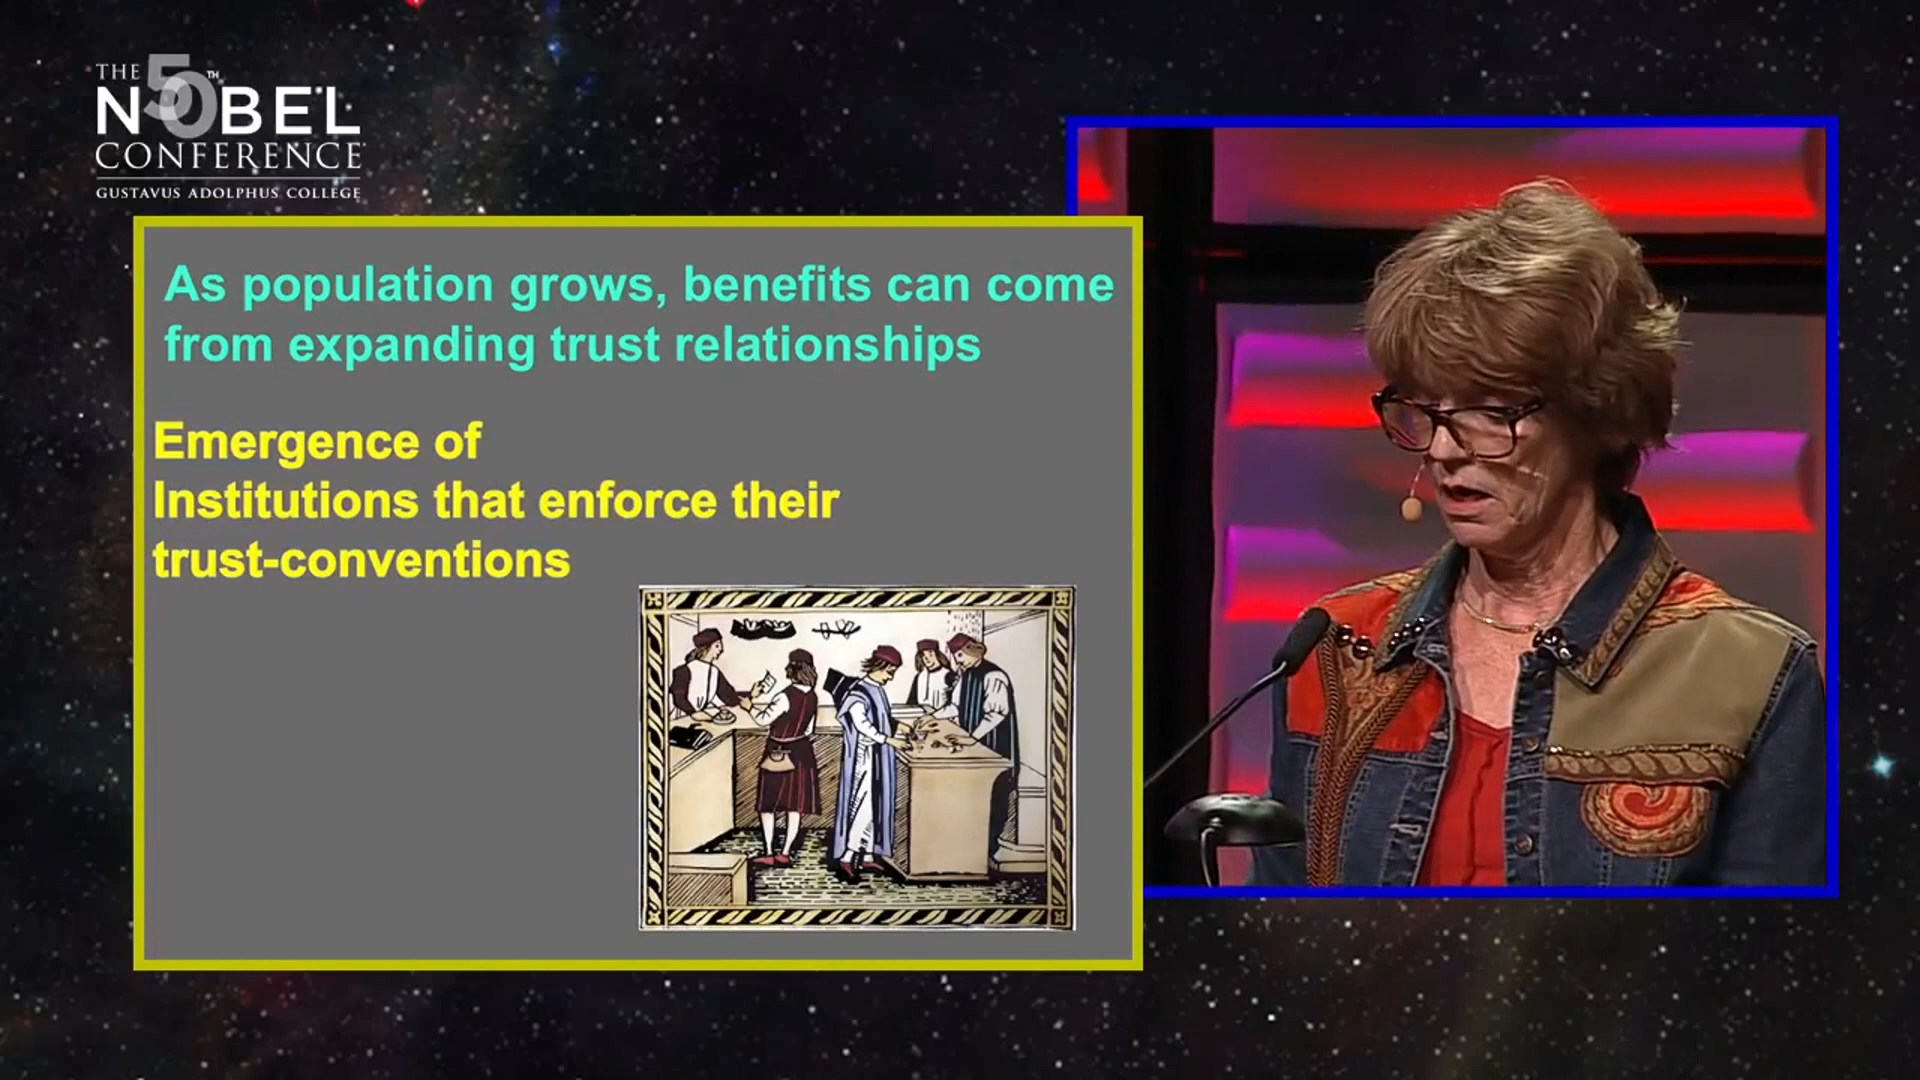 THE 50TH
NOBEL
CONFERENCE
GUSTAVUS ADOLPHUS COLLEGE
As population grows, benefits can come
from expanding trust relationships
Emergence of
Institutions that enforce their
trust-conventions